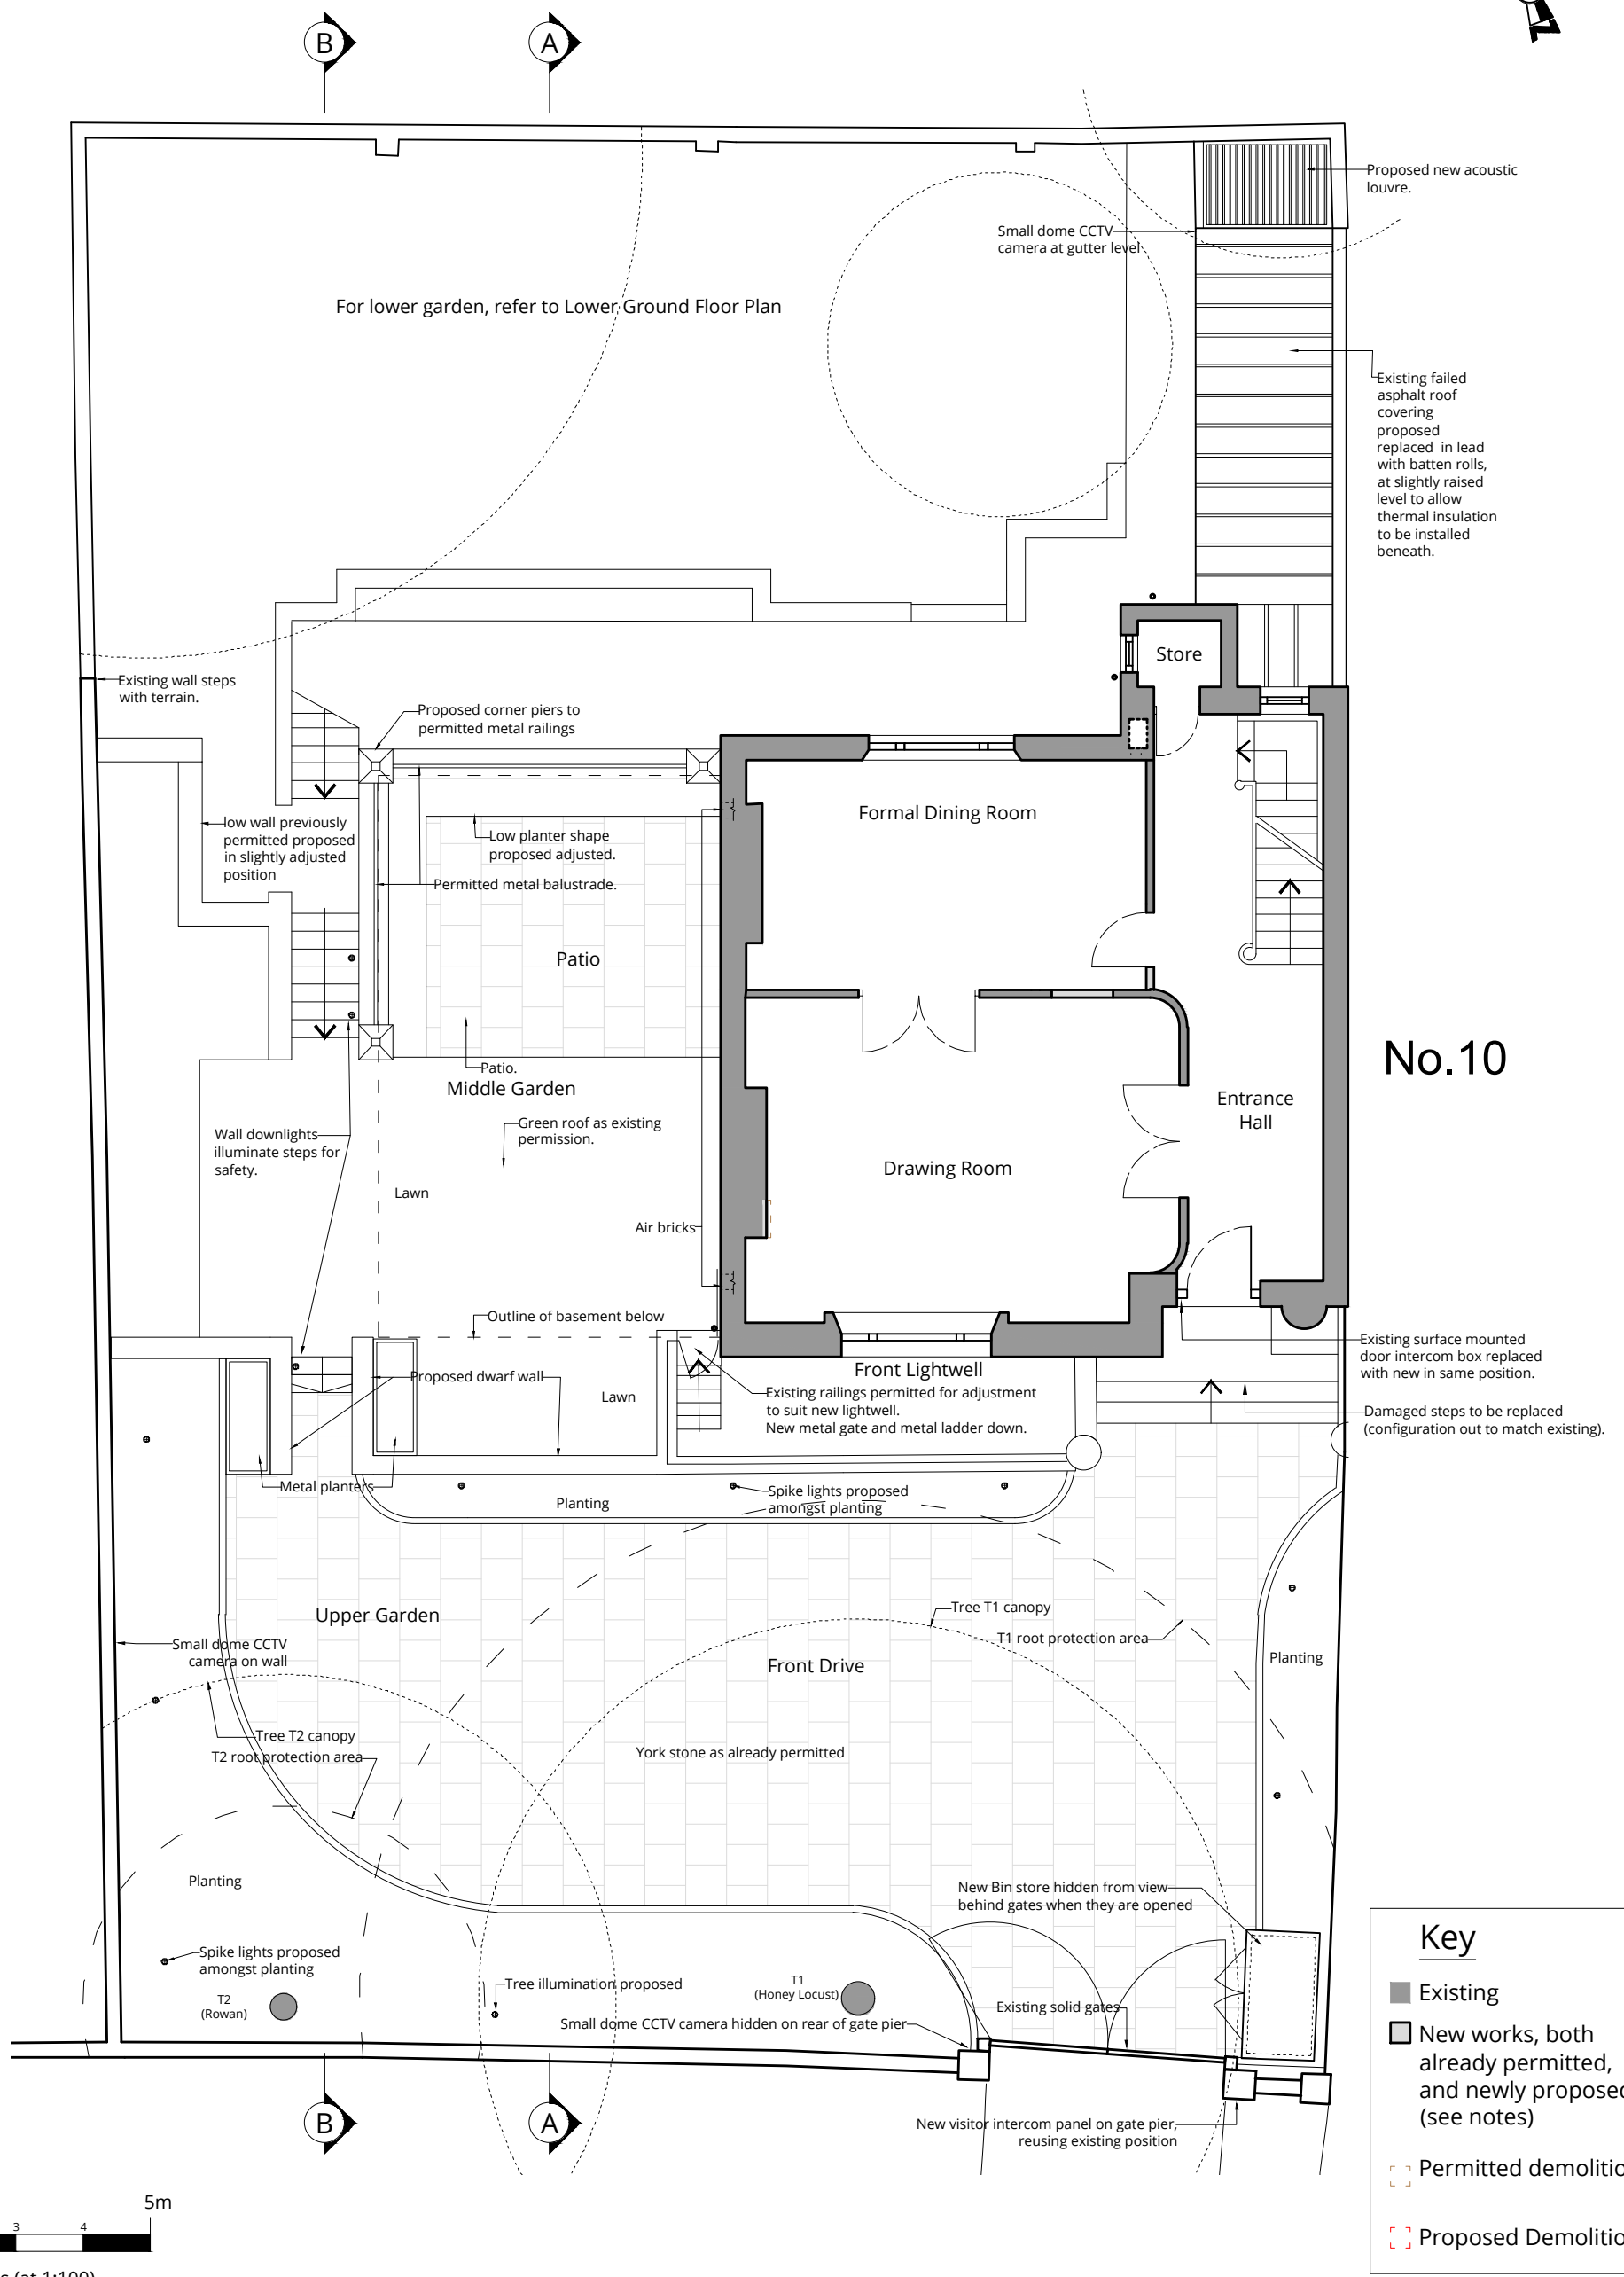 B
A
Z
Proposed new acoustic
louvre.
Small dome CCTV
camera at gutter level
For lower garden, refer to Lower Ground Floor Plan
Existing failed
asphalt roof
covering
proposed
replaced in lead
with batten rolls,
at slightly raised
level to allow
thermal insulation
to be installed
beneath.
Store
Existing wall steps
with terrain.
Proposed corner piers to
permitted metal railings
Formal Dining Room
low wall previously
permitted proposed
in slightly adjusted
position
Low planter shape
proposed adjusted.
Permitted metal balustrade.
Patio
No.10
Patio.
Middle Garden
Entrance
Hall
Green roof as existing
permission.
Wall downlights
illuminate steps for
safety.
Drawing Room
Lawn
Air bricks
Outline of basement below
Existing surface mounted
door intercom box replaced
with new in same position.
Front Lightwell
Proposed dwarf wall
Lawn
Existing railings permitted for adjustment
to suit new lightwell.
New metal gate and metal ladder down.
Damaged steps to be replaced
(configuration out to match existing).
Metal planters
Planting
Spike lights proposed
amongst planting
Upper Garden
Tree T1 canopy
T1 root protection area
Small dome CCTV
camera on wall
Front Drive
Planting
Tree T2 canopy
T2 root protection area
York stone as already permitted
Planting
New Bin store hidden from view
behind gates when they are opened
Spike lights proposed
amongst planting
Tree illumination proposed
T1
(Honey Locust)
T2
(Rowan)
Existing solid gates
Small dome CCTV camera hidden on rear of gate pier
Key
Existing
New works, both
already permitted,
and newly proposed
(see notes)
Permitted demolitio
Proposed Demolitio
B
A
New visitor intercom panel on gate pier,
reusing existing position
5m
3 4
s (at 1:100)